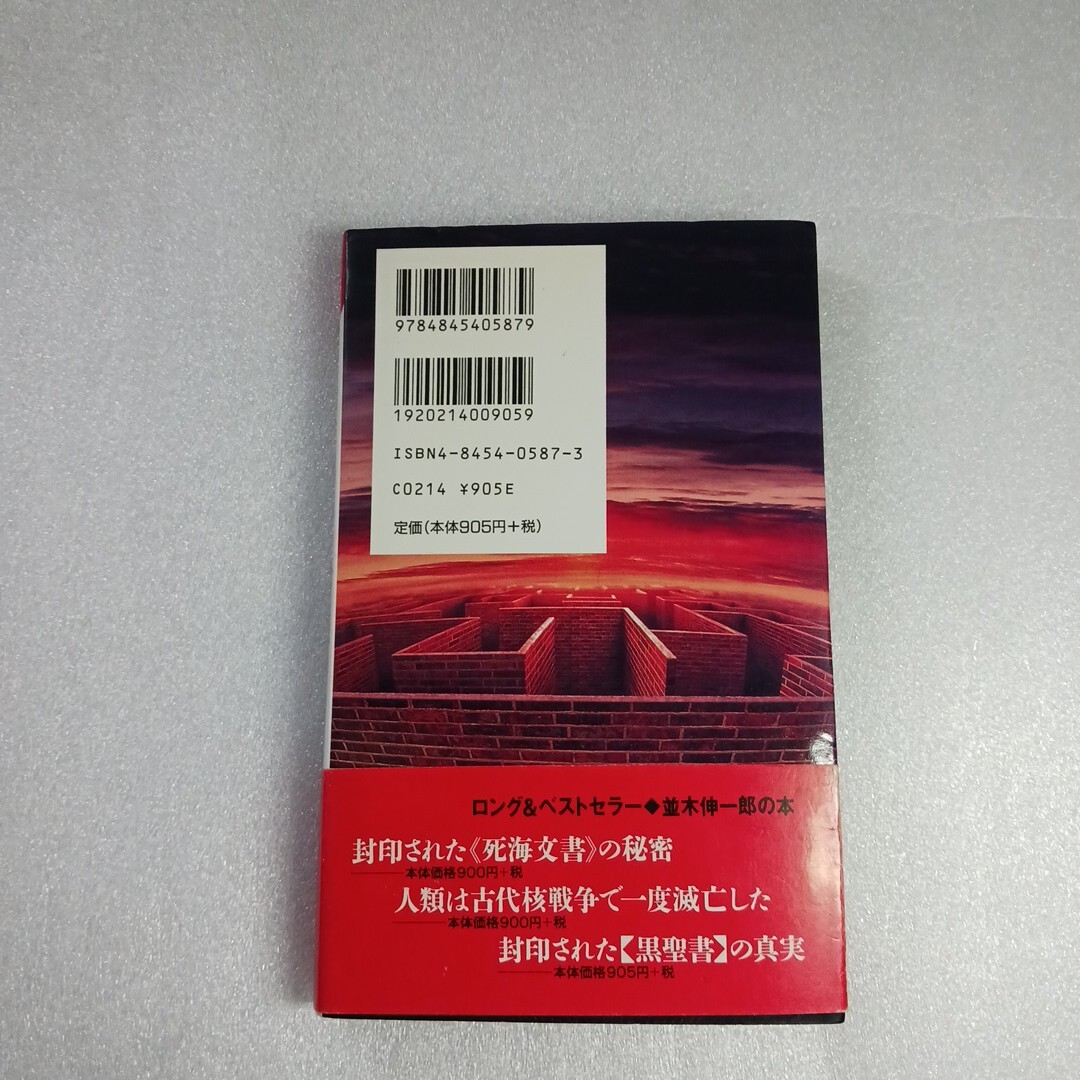 9784845405879
1920214009059
ISBN4-8454-0587-3
C0214 ¥905E
定価(本体905円+税)
ロング&ベストセラー◆並木伸一郎の本
封印された《死海文書》の秘密
本体価格900円+税
人類は古代核戦争で一度滅亡した
本体価格900円+税
封印された【黒聖書】の真実
本体価格905円+税